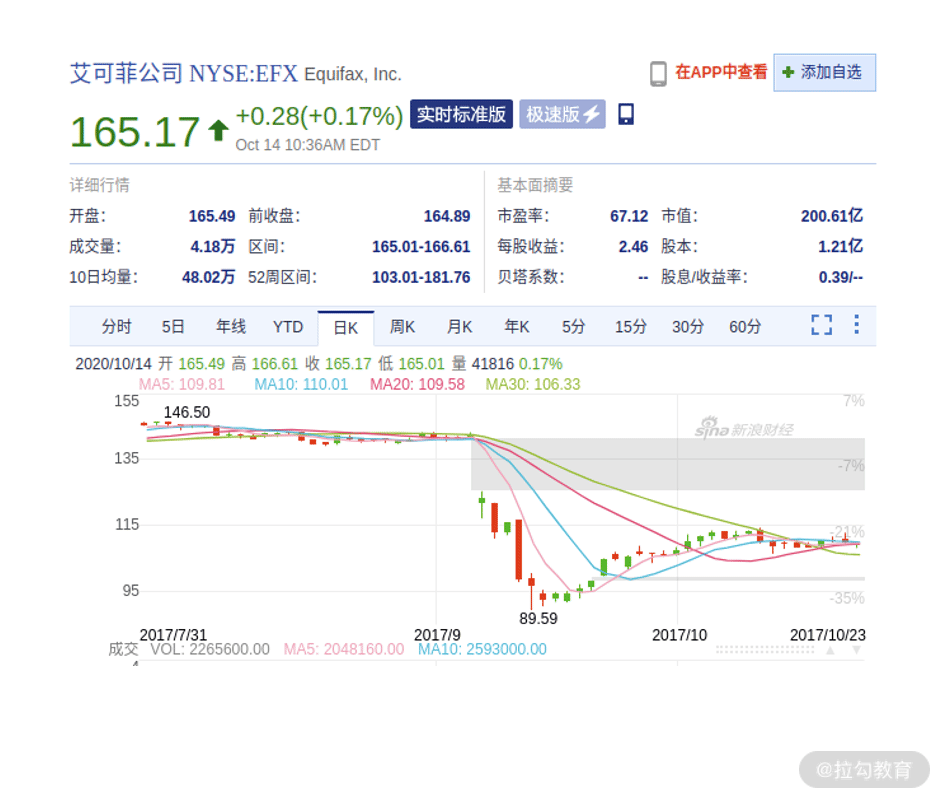 艾可菲公司 NYSE:EFX Equifax, Inc.
在APP中查看
添加自选
165.17 +0.28(+0.17%) 实时标准版 极速版
Oct 14 10:36AM EDT
详细行情 基本面摘要
开盘: 165.49 前收盘: 164.89 市盈率: 67.12 市值: 200.61亿
成交量: 4.18万 区间: 165.01-166.61 每股收益: 2.46 股本: 1.21亿
10日均量: 48.02万 52周区间: 103.01-181.76 贝塔系数: -- 股息/收益率: 0.39/--
分时 5日 年线 YTD 日K 周K 月K 年K 5分 15分 30分 60分
2020/10/14 开 165.49 高 166.61 收 165.17 低 165.01 量 41816 0.17%
MA5: 109.81 MA10: 110.01 MA20: 109.58 MA30: 106.33
155 7%
146.50
sina新浪财经
135 -7%
115 -21%
95 -35%
89.59
2017/7/31 2017/9 2017/10 2017/10/23
成交 VOL: 2265600.00 MA5: 2048160.00 MA10: 2593000.00
@拉勾教育